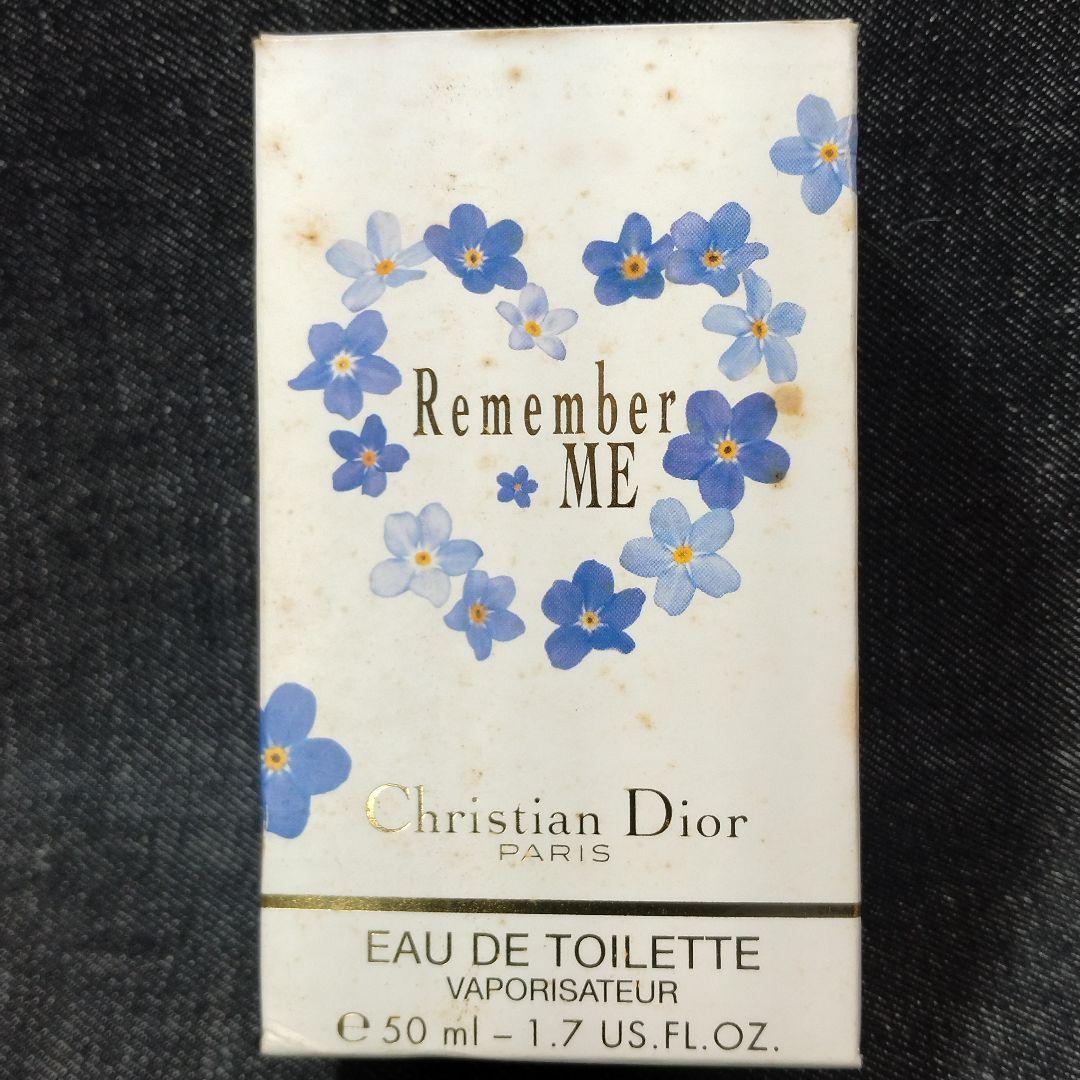 Remember
ME
Christian Dior
PARIS
EAU DE TOILETTE
VAPORISATEUR
℮ 50 ml – 1.7 US.FL.OZ.